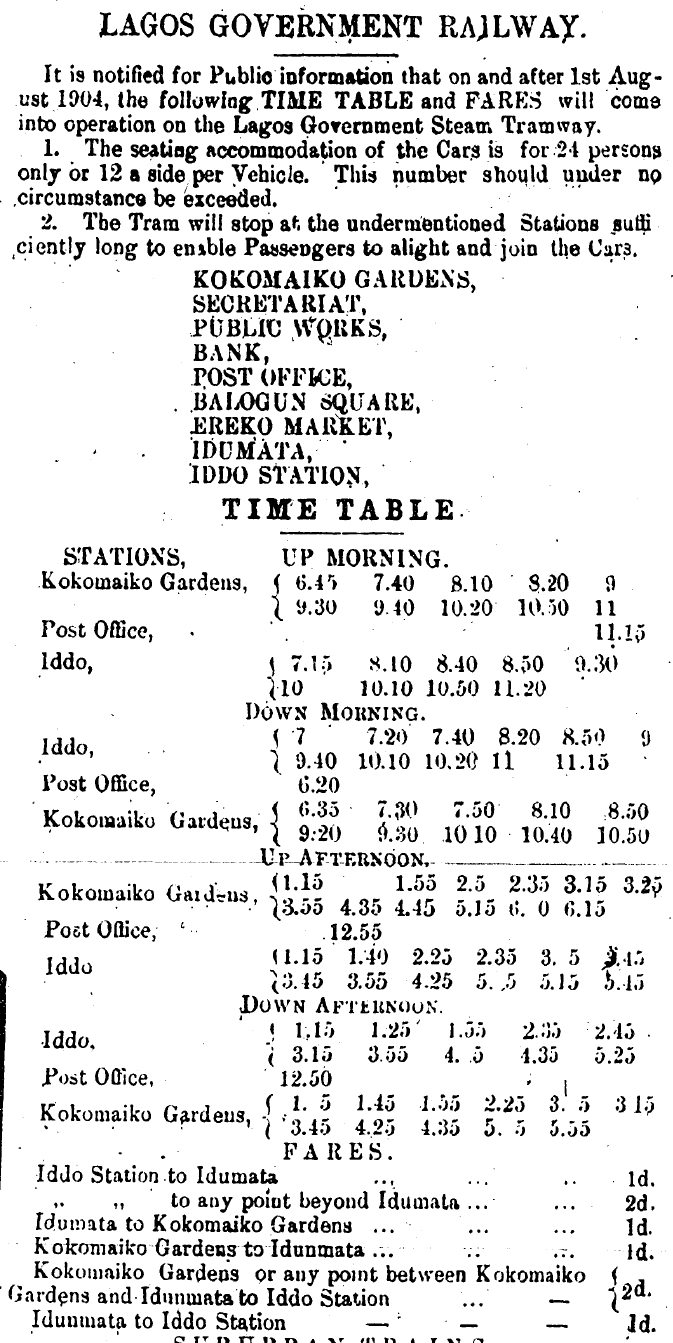 LAGOS GOVERNMENT RAILWAY.
It is notified for Public information that on and after 1st Aug-
ust 1904, the following TIME TABLE and FARES will come
into operation on the Lagos Government Steam Tramway.
1. The seating accommodation of the Cars is for 24 persons
only or 12 a side per Vehicle. This number should under no
circumstance be exceeded.
2. The Tram will stop at the undermentioned Stations suffi
ciently long to enable Passengers to alight and join the Cars.
KOKOMAIKO GARDENS,
SECRETARIAT,
PUBLIC WORKS,
BANK,
POST OFFICE,
BALOGUN SQUARE,
EREKO MARKET,
IDUMATA,
IDDO STATION,
TIME TABLE
STATIONS, UP MORNING.
Kokomaiko Gardens, { 6.45 7.40 8.10 8.20 9
9.30 9.40 10.20 10.50 11
Post Office, 11.15
Iddo, { 7.15 8.10 8.40 8.50 9.30
10 10.10 10.50 11.20
DOWN MORNING.
Iddo, { 7 7.20 7.40 8.20 8.50 9
9.40 10.10 10.20 11 11.15
Post Office, 6.20
Kokomaiko Gardens, { 6.35 7.30 7.50 8.10 8.50
9.20 9.30 10 10 10.40 10.50
UP AFTERNOON.
Kokomaiko Gardens, { 1.15 1.55 2.5 2.35 3.15 3.25
3.55 4.35 4.45 5.15 6. 0 6.15
Post Office, 12.55
Iddo { 1.15 1.40 2.25 2.35 3. 5
3.45 3.55 4.25 5. 5 5.15 5.45
DOWN AFTERNOON.
Iddo. { 1.15 1.25 1.55 2.35 2.45
3.15 3.55 4. 5 4.35 5.25
Post Office, 12.50
Kokomaiko Gardens, { 1. 5 1.45 1.55 2.25 3. 5 3 15
3.45 4.25 4.35 5. 5 5.55
FARES.
Iddo Station to Idumata ... ... .. 1d.
„ „ to any point beyond Idumata ... ... 2d.
Idumata to Kokomaiko Gardens ... ... ... 1d.
Kokomaiko Gardens to Idunmata ... .. ... 1d.
Kokomaiko Gardens or any point between Kokomaiko
Gardens and Idunmata to Iddo Station ... — } 2d.
Idunmata to Iddo Station — — — 1d.